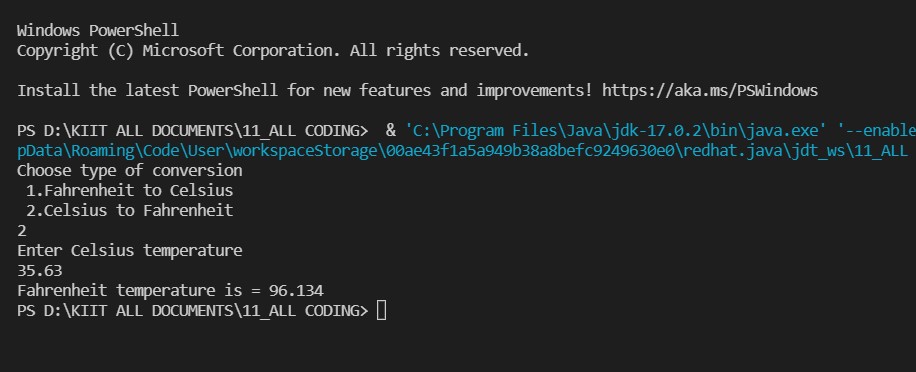 Windows PowerShell
Copyright (C) Microsoft Corporation. All rights reserved.
Install the latest PowerShell for new features and improvements! https://aka.ms/PSWindows
PS D:\KIIT ALL DOCUMENTS\11_ALL CODING>  & 'C:\Program Files\Java\jdk-17.0.2\bin\java.exe' '--enable
pData\Roaming\Code\User\workspaceStorage\00ae43f1a5a949b38a8befc9249630e0\redhat.java\jdt_ws\11_ALL
Choose type of conversion
 1.Fahrenheit to Celsius
 2.Celsius to Fahrenheit
2
Enter Celsius temperature
35.63
Fahrenheit temperature is = 96.134
PS D:\KIIT ALL DOCUMENTS\11_ALL CODING>